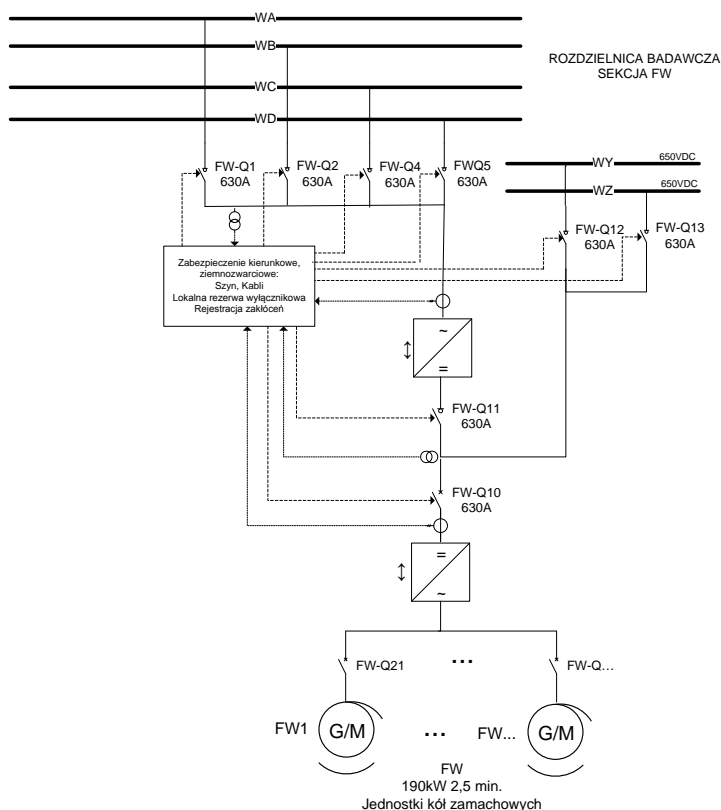 WA
WB
WC
WD
ROZDZIELNICA BADAWCZA
SEKCJA FW
FW-Q1
630A
FW-Q2
630A
FW-Q4
630A
FWQ5
630A
WY
650VDC
WZ
650VDC
FW-Q12
630A
FW-Q13
630A
Zabezpieczenie kierunkowe,
ziemnozwarciowe:
Szyn, Kabli
Lokalna rezerwa wyłącznikowa
Rejestracja zakłóceń
~
=
FW-Q11
630A
FW-Q10
630A
=
~
FW-Q21
...
FW-Q...
FW1
G/M
...
FW...
G/M
FW
190kW 2,5 min.
Jednostki kół zamachowych